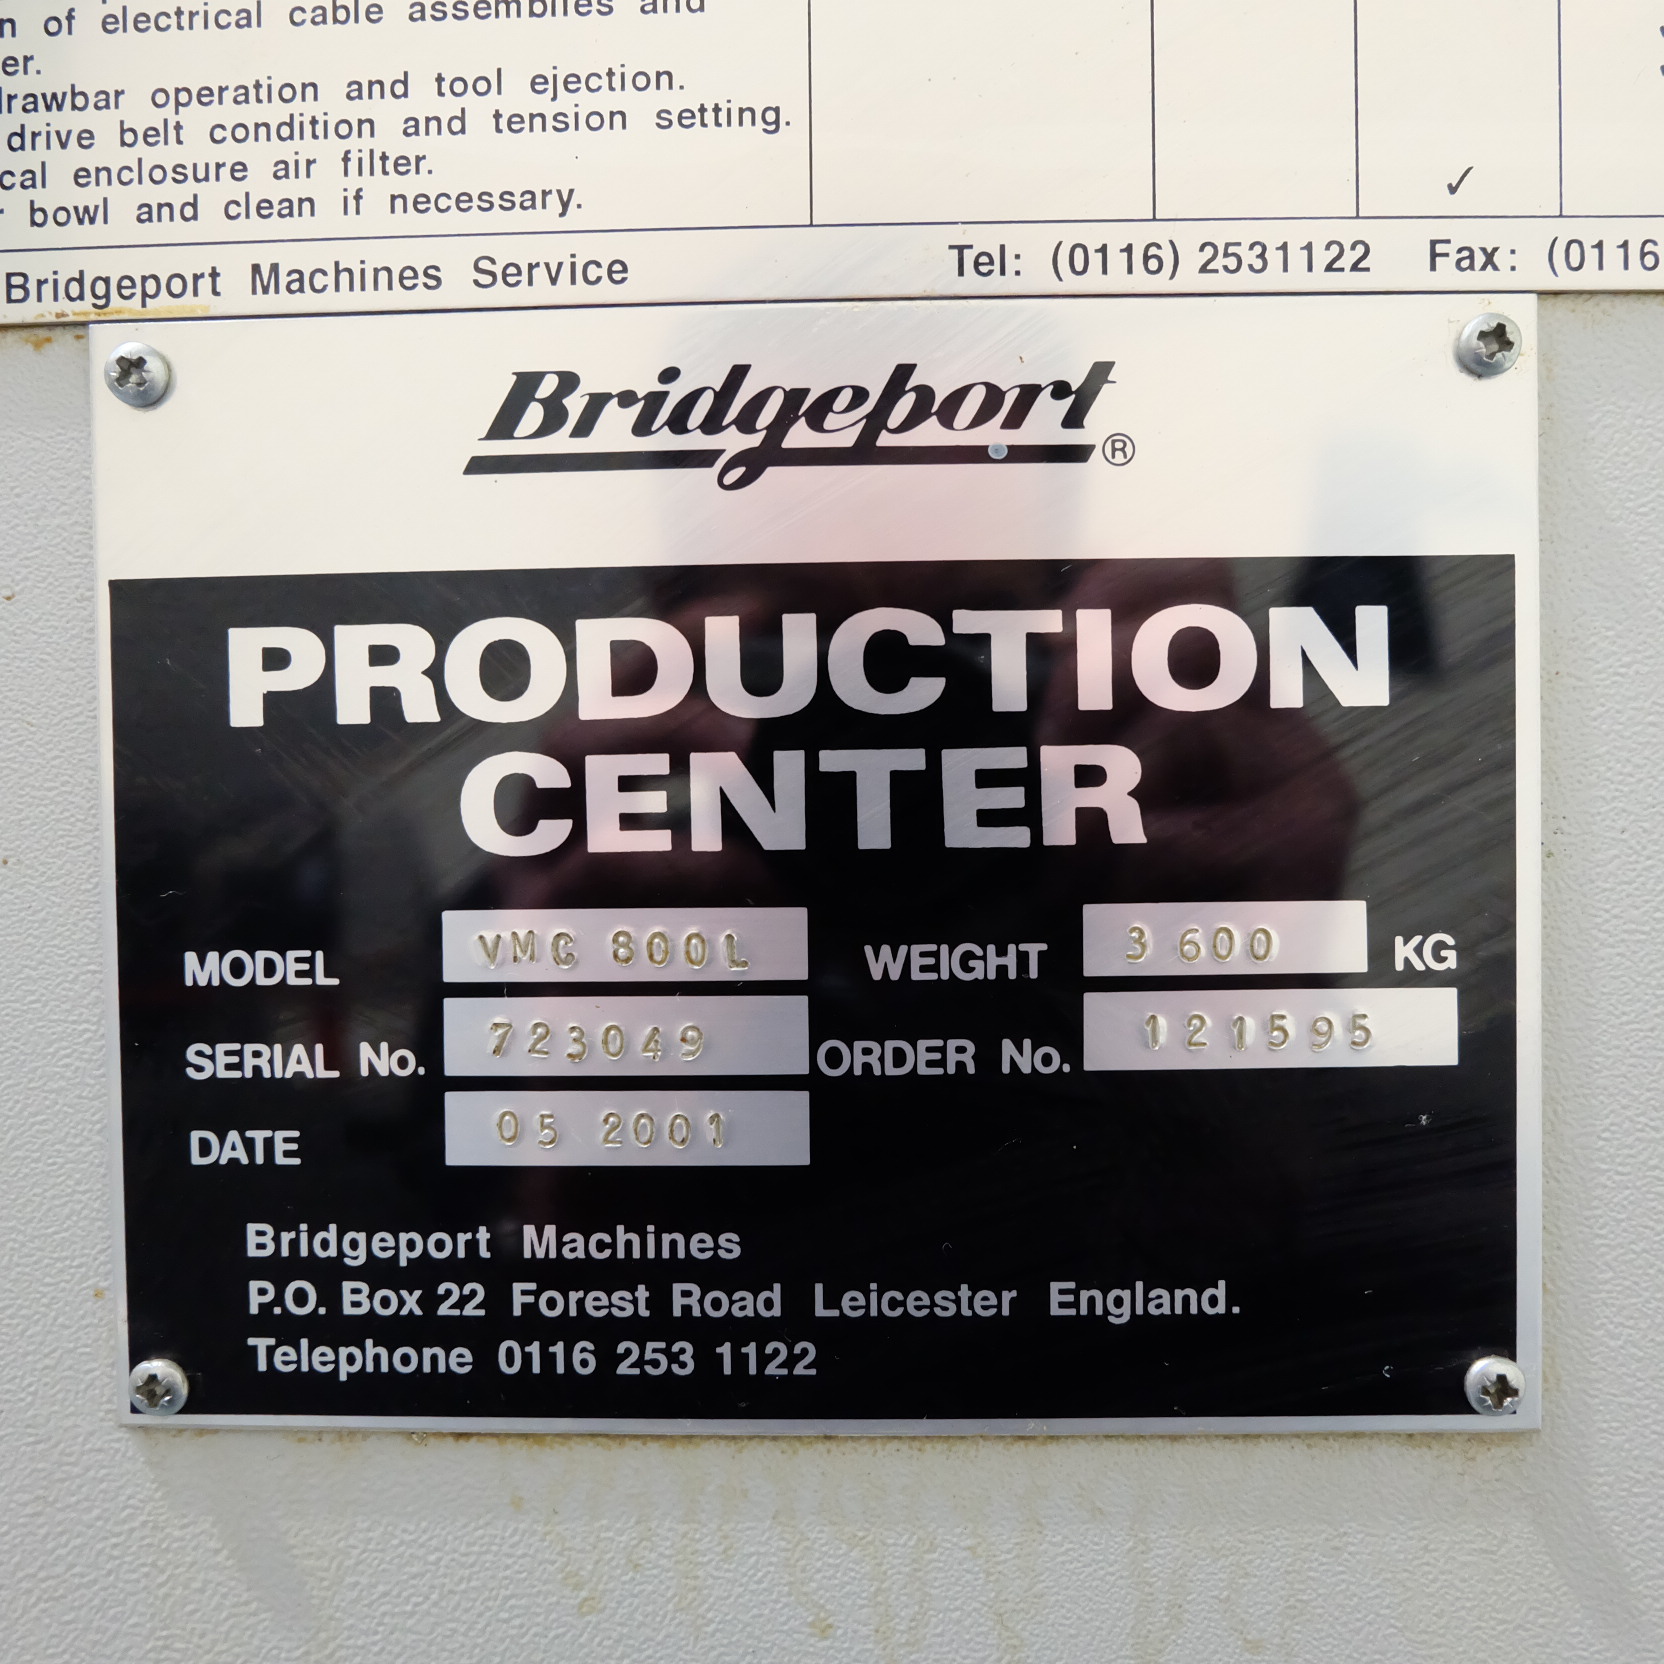 n of electrical cable assemblies and
er.
drawbar operation and tool ejection.
drive belt condition and tension setting.
cal enclosure air filter.
bowl and clean if necessary.
✓
Bridgeport Machines Service Tel: (0116) 2531122 Fax: (0116
Bridgeport®
PRODUCTION
CENTER
MODEL VMC 800L WEIGHT 3 600 KG
SERIAL No. 723049 ORDER No. 121595
DATE 05 2001
Bridgeport Machines
P.O. Box 22 Forest Road Leicester England.
Telephone 0116 253 1122